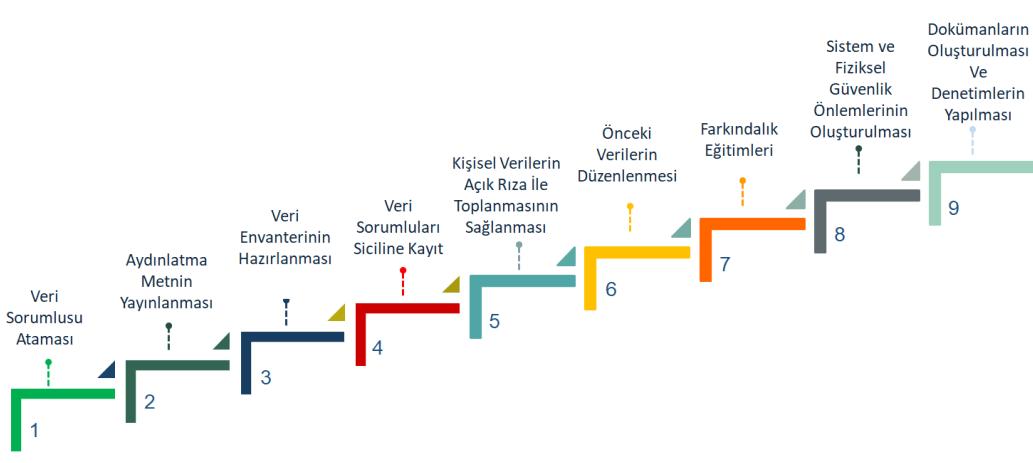 Veri
Sorumlusu
Ataması
1
Aydınlatma
Metnin
Yayınlanması
2
Veri
Envanterinin
Hazırlanması
3
Veri
Sorumluları
Siciline Kayıt
4
Kişisel Verilerin
Açık Rıza İle
Toplanmasının
Sağlanması
5
Önceki
Verilerin
Düzenlenmesi
6
Farkındalık
Eğitimleri
7
Sistem ve
Fiziksel
Güvenlik
Önlemlerinin
Oluşturulması
8
Dokümanların
Oluşturulması
Ve
Denetimlerin
Yapılması
9